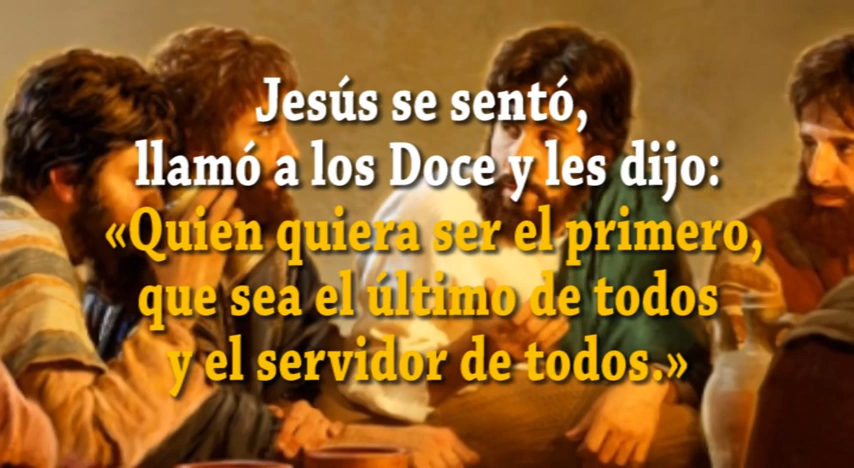 Jesús se sentó,
llamó a los Doce y les dijo:
«Quien quiera ser el primero,
que sea el último de todos
y el servidor de todos.»